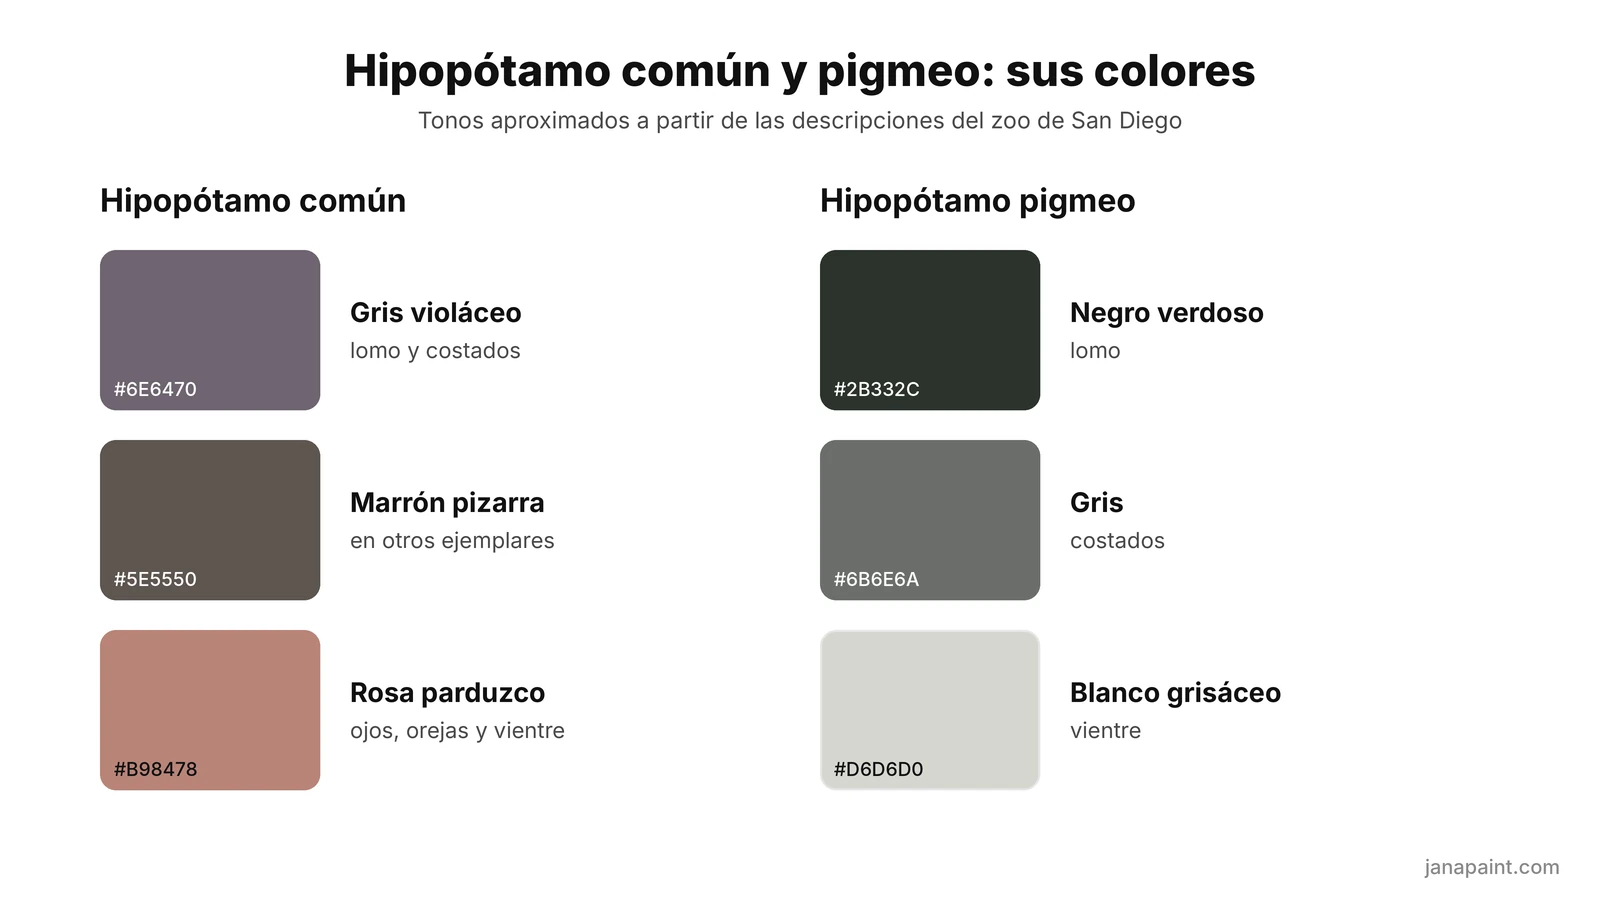 Hipopótamo común y pigmeo: sus colores
Tonos aproximados a partir de las descripciones del zoo de San Diego
Hipopótamo común
#6E6470
Gris violáceo
lomo y costados
#5E5550
Marrón pizarra
en otros ejemplares
#B98478
Rosa parduzco
ojos, orejas y vientre
Hipopótamo pigmeo
#2B332C
Negro verdoso
lomo
#6B6E6A
Gris
costados
#D6D6D0
Blanco grisáceo
vientre
janapaint.com